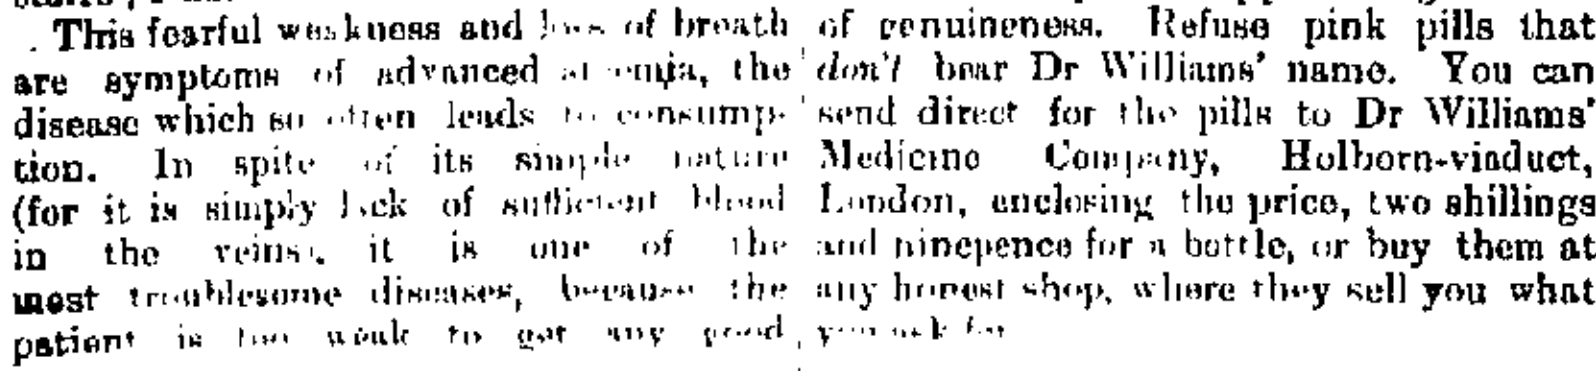 This fearful weakness and loss of breath
are symptoms of advanced anæmia, the
disease which so often leads to consump-
tion. In spite of its simple nature
(for it is simply lack of sufficient blood
in the veins), it is one of the
most troublesome diseases, because the
patient is too weak to get any good
of genuineness. Refuse pink pills that
don't bear Dr Williams' name. You can
send direct for the pills to Dr Williams'
Medicine Company, Holborn-viaduct,
London, enclosing the price, two shillings
and ninepence for a bottle, or buy them at
any honest shop, where they sell you what
you ask for